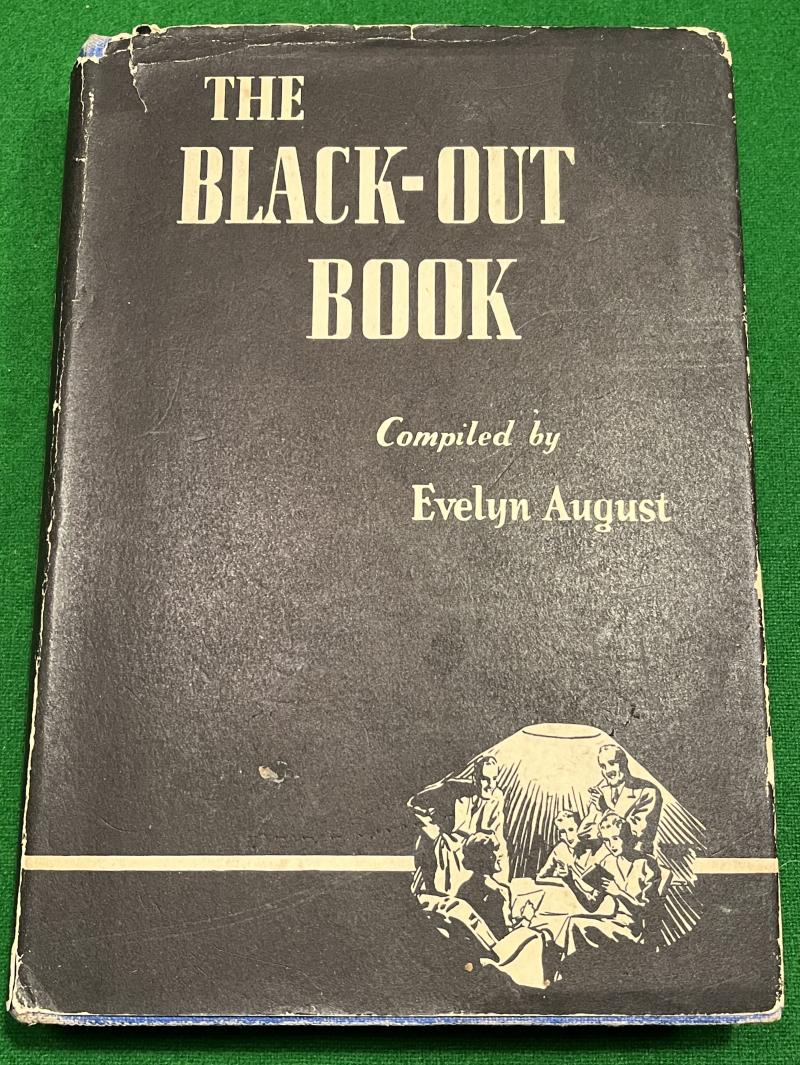 THE
BLACK-OUT
BOOK
Compiled by
Evelyn August